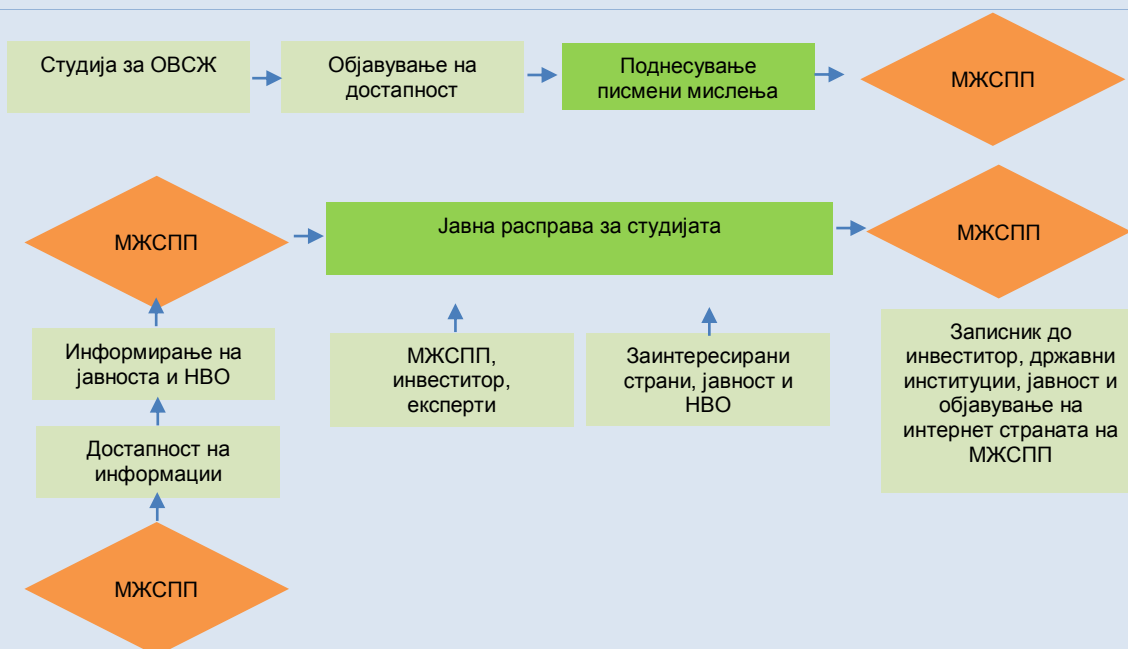 Студија за ОВСЖ
Објавување на
достапност
Поднесување
писмени мислења
МЖСПП
МЖСПП
Јавна расправа за студијата
МЖСПП
Информирање на
јавноста и НВО
МЖСПП,
инвеститор,
експерти
Заинтересирани
страни, јавност и
НВО
Записник до
инвеститор, државни
институции, јавност и
објавување на
интернет страната на
МЖСПП
Достапност на
информации
МЖСПП